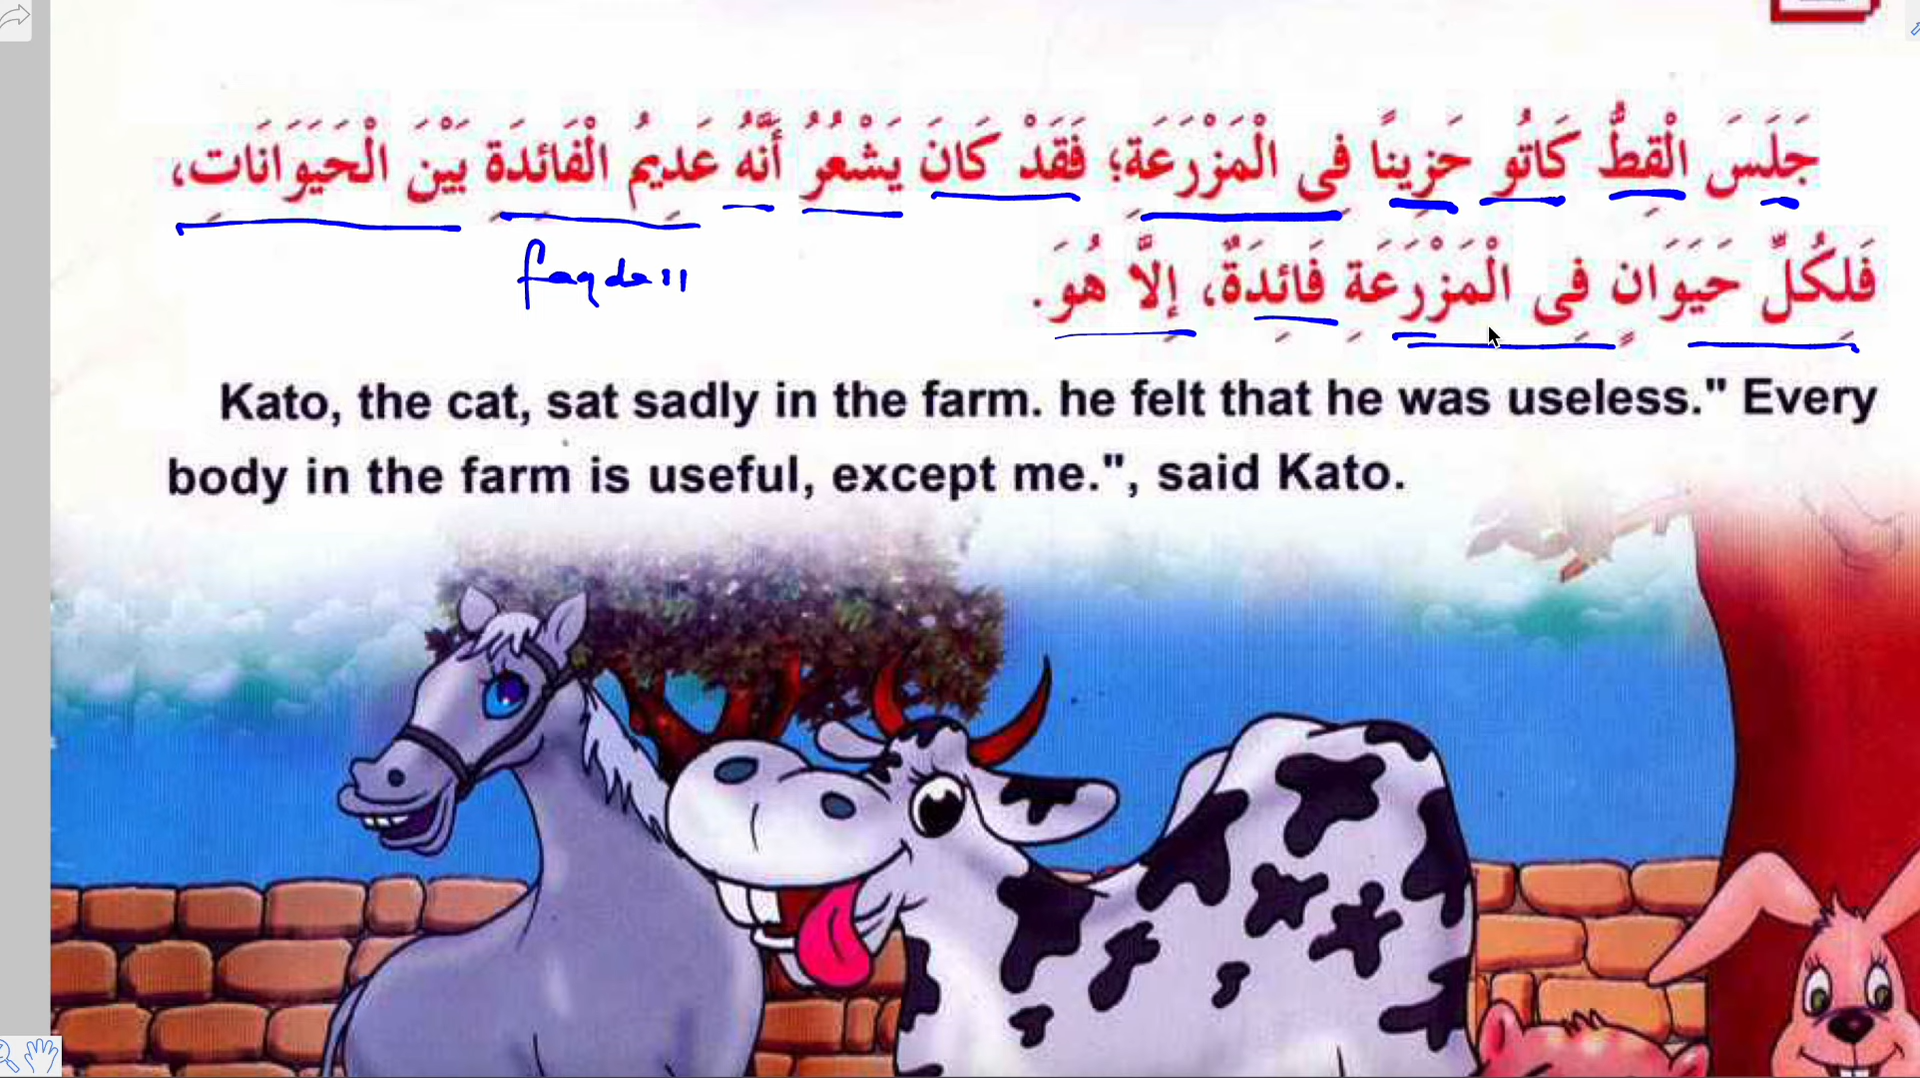 جَلَسَ الْقِطُّ كَاتُو حَزِينًا فِى الْمَزْرَعَةِ؛ فَقَدْ كَانَ يَشْعُرُ أَنَّهُ عَدِيمُ الْفَائِدَةِ بَيْنَ الْحَيَوَانَاتِ،
فَلِكُلِّ حَيَوَانٍ فِى الْمَزْرَعَةِ فَائِدَةٌ، إِلَّا هُوَ.
Kato, the cat, sat sadly in the farm. he felt that he was useless." Every
body in the farm is useful, except me.", said Kato.